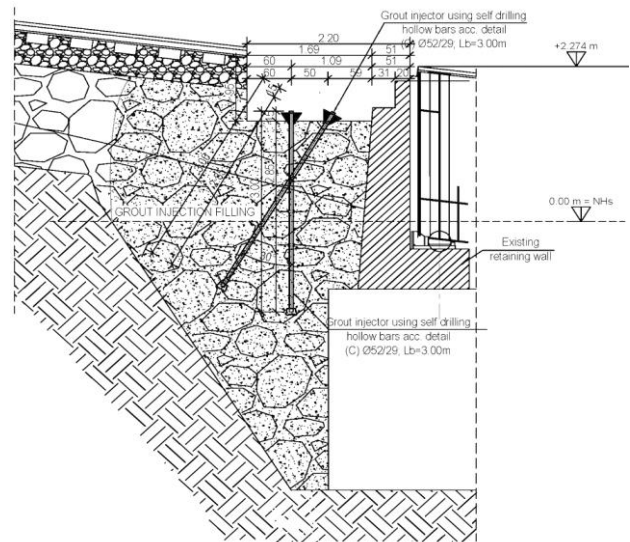 Grout injector using self drilling
hollow bars acc. detail
Ø52/29, Lb=3.00m
2.20
1.69 51
60 1.09 51
60 50 59 31 20
+2.274 m
GROUT INJECTION FILLING
0.00 m = NHs
Existing
retaining wall
Grout injector using self drilling
hollow bars acc. detail
(C) Ø52/29, Lb=3.00m